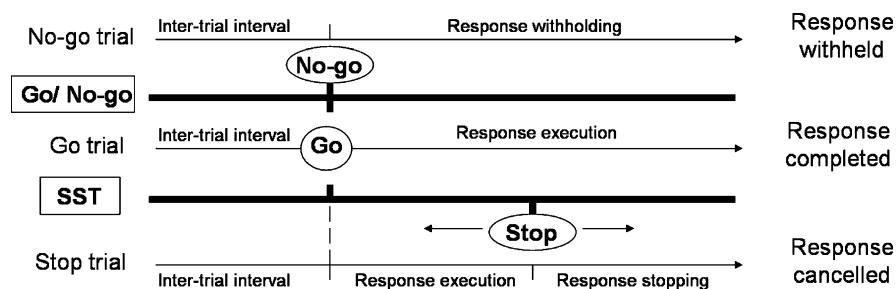 No-go trial
Inter-trial interval
Response withholding
Response
withheld
No-go
Go/ No-go
Go trial
Inter-trial interval
Go
Response execution
Response
completed
SST
Stop
Stop trial
Inter-trial interval
Response execution
Response stopping
Response
cancelled